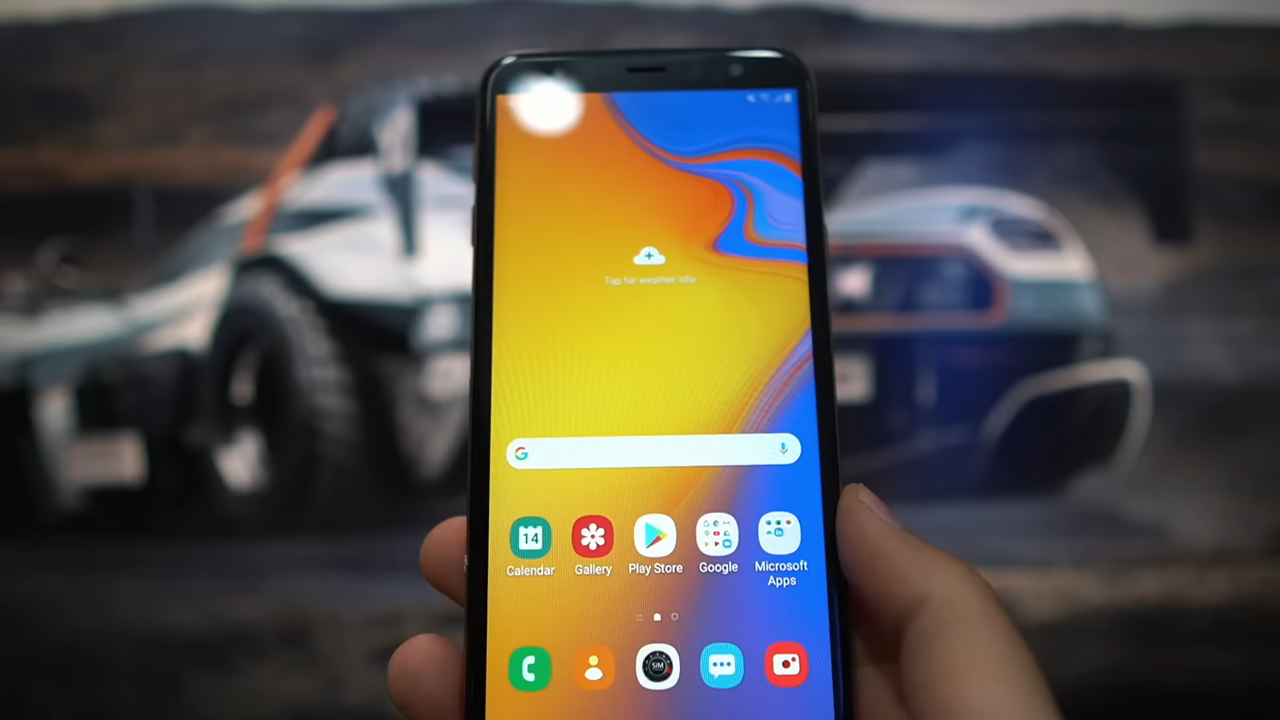 Tap for weather info
G
14
Calendar
Gallery
Play Store
Google
Microsoft
Apps
SIM